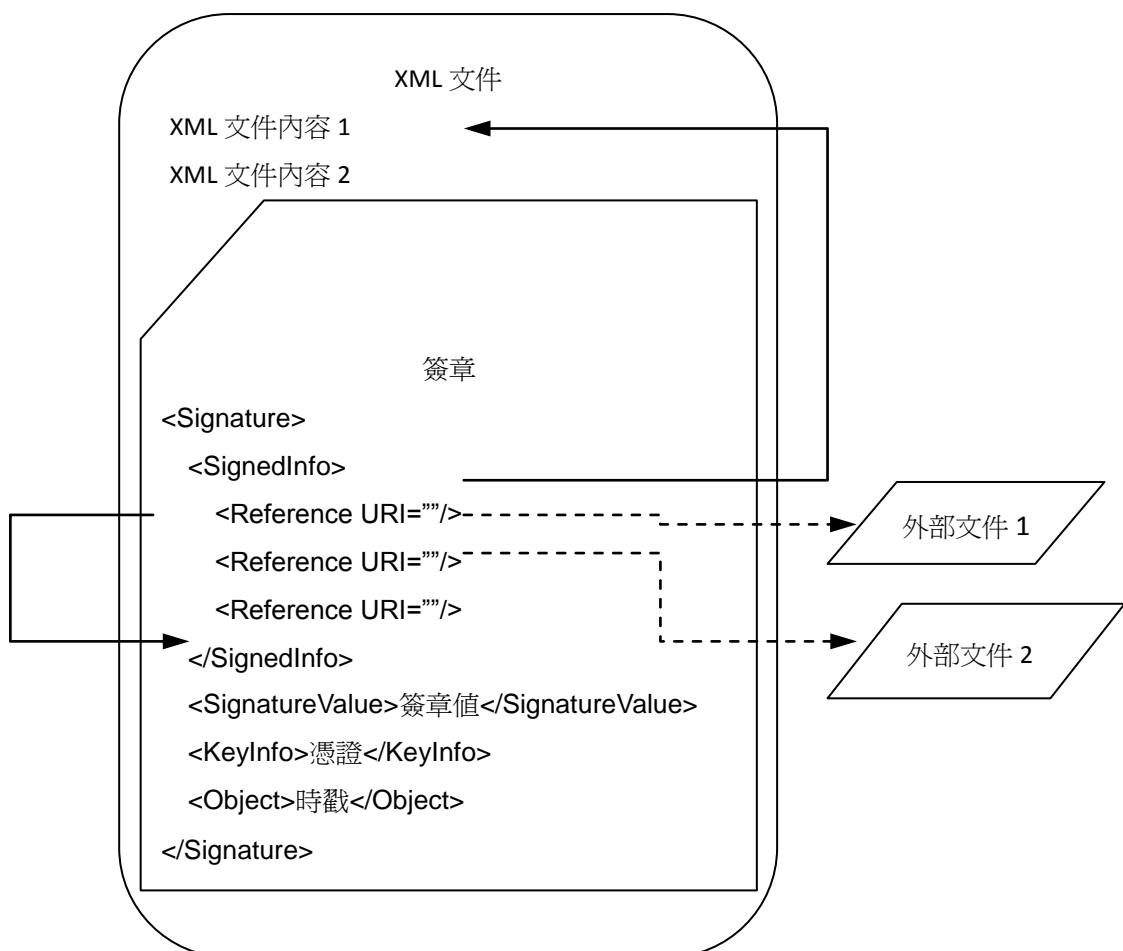 XML 文件
XML 文件內容 1
XML 文件內容 2
簽章
<Signature>
<SignedInfo>
<Reference URI=””/>
外部文件 1
<Reference URI=””/>
<Reference URI=””/>
</SignedInfo>
外部文件 2
<SignatureValue>簽章值</SignatureValue>
<KeyInfo>憑證</KeyInfo>
<Object>時戳</Object>
</Signature>